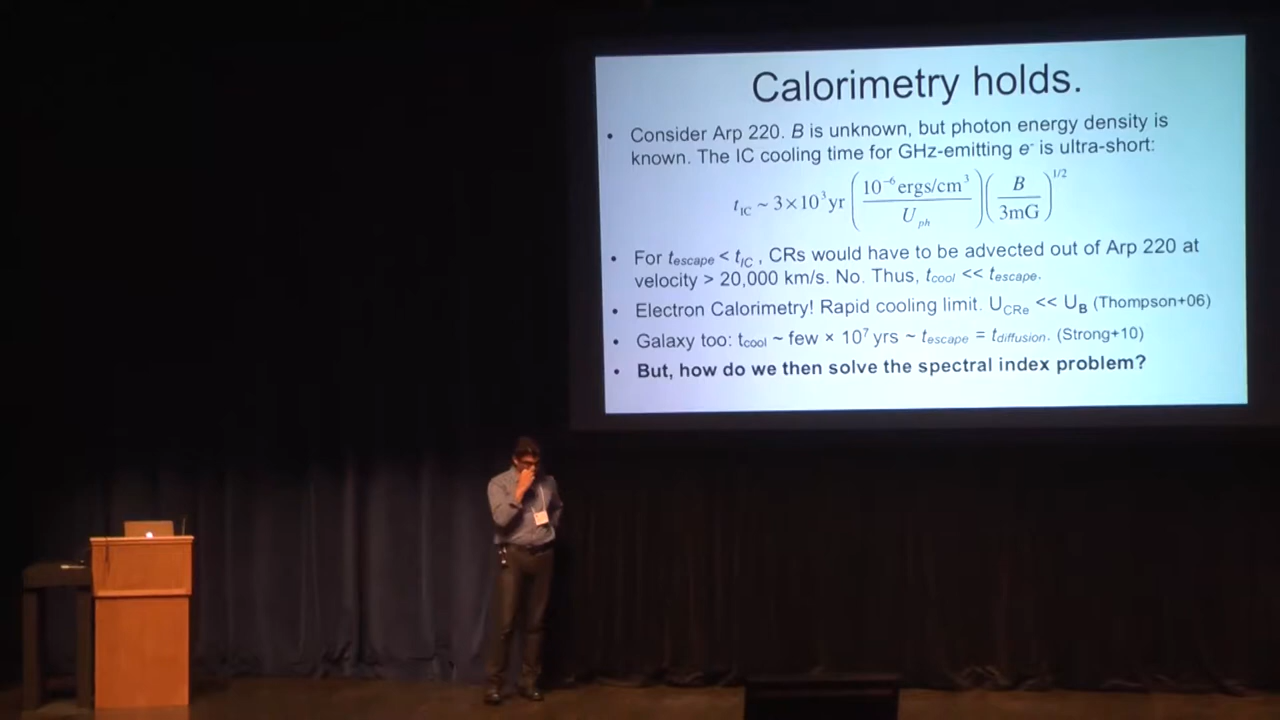 Calorimetry holds.
• Consider Arp 220. B is unknown, but photon energy density is
known. The IC cooling time for GHz-emitting e⁻ is ultra-short:
t_IC ~ 3×10³ yr (10⁻⁶ ergs/cm³ / U_ph) (B / 3mG)^1/2
• For t_escape < t_IC , CRs would have to be advected out of Arp 220 at
velocity > 20,000 km/s. No. Thus, t_cool << t_escape.
• Electron Calorimetry! Rapid cooling limit. U_CRe << U_B (Thompson+06)
• Galaxy too: t_cool ~ few × 10⁷ yrs ~ t_escape = t_diffusion. (Strong+10)
• But, how do we then solve the spectral index problem?